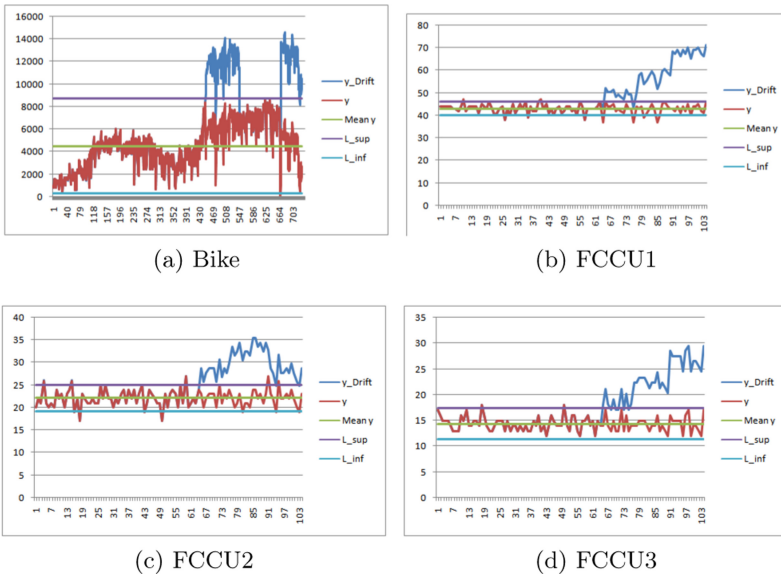 16000
14000
12000
10000
8000
6000
4000
2000
0
1 40 79 118 157 196 235 274 313 352 391 430 469 508 547 586 625 664 703
y_Drift
y
Mean y
L_sup
L_inf
(a) Bike
80
70
60
50
40
30
20
10
0
1 7 13 19 25 31 37 43 49 55 61 67 73 79 85 91 97 103
y_Drift
y
Mean y
L_sup
L_inf
(b) FCCU1
40
35
30
25
20
15
10
5
0
1 7 13 19 25 31 37 43 49 55 61 67 73 79 85 91 97 103
y_Drift
y
Mean y
L_sup
L_inf
(c) FCCU2
35
30
25
20
15
10
5
0
1 7 13 19 25 31 37 43 49 55 61 67 73 79 85 91 97 103
y_Drift
y
Mean y
L_sup
L_inf
(d) FCCU3